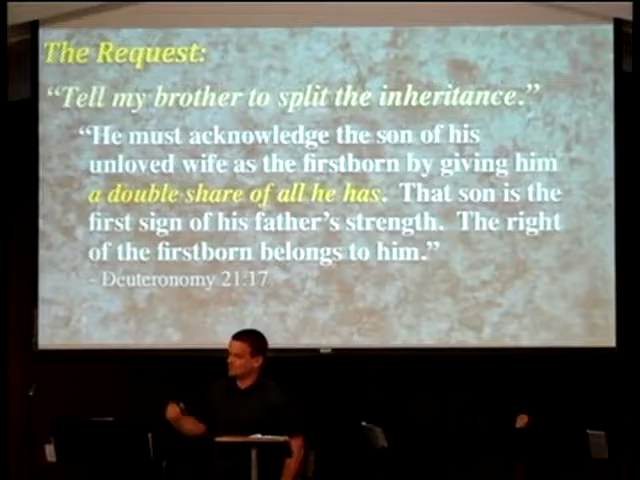 The Request:
“Tell my brother to split the inheritance.”
“He must acknowledge the son of his
unloved wife as the firstborn by giving him
a double share of all he has. That son is the
first sign of his father’s strength. The right
of the firstborn belongs to him.”
- Deuteronomy 21:17